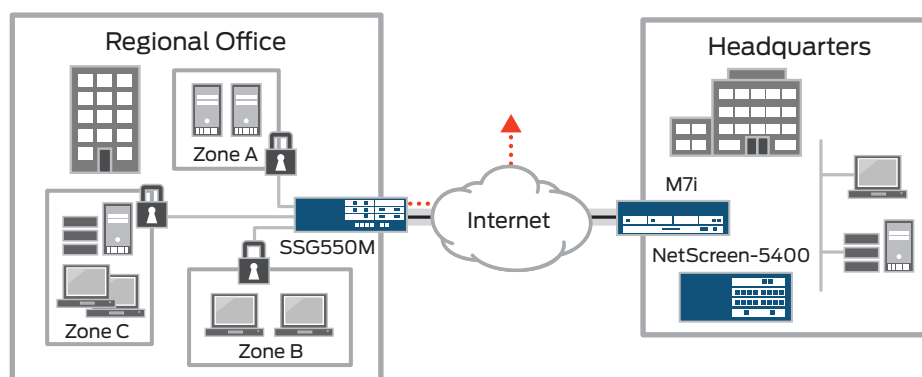 Regional Office
Zone A
Zone C
Zone B
SSG550M
Internet
Headquarters
M7i
NetScreen-5400